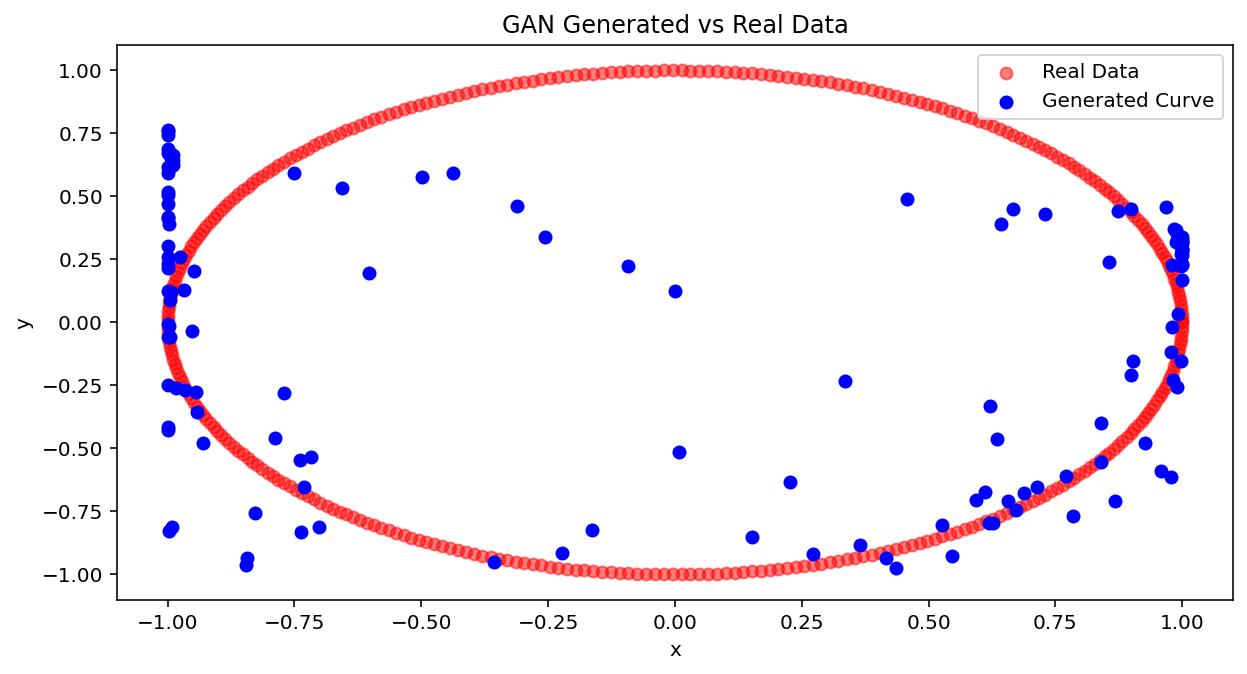 GAN Generated vs Real Data
Real Data
Generated Curve
1.00
0.75
0.50
0.25
0.00
−0.25
−0.50
−0.75
−1.00
y
−1.00 −0.75 −0.50 −0.25 0.00 0.25 0.50 0.75 1.00
x